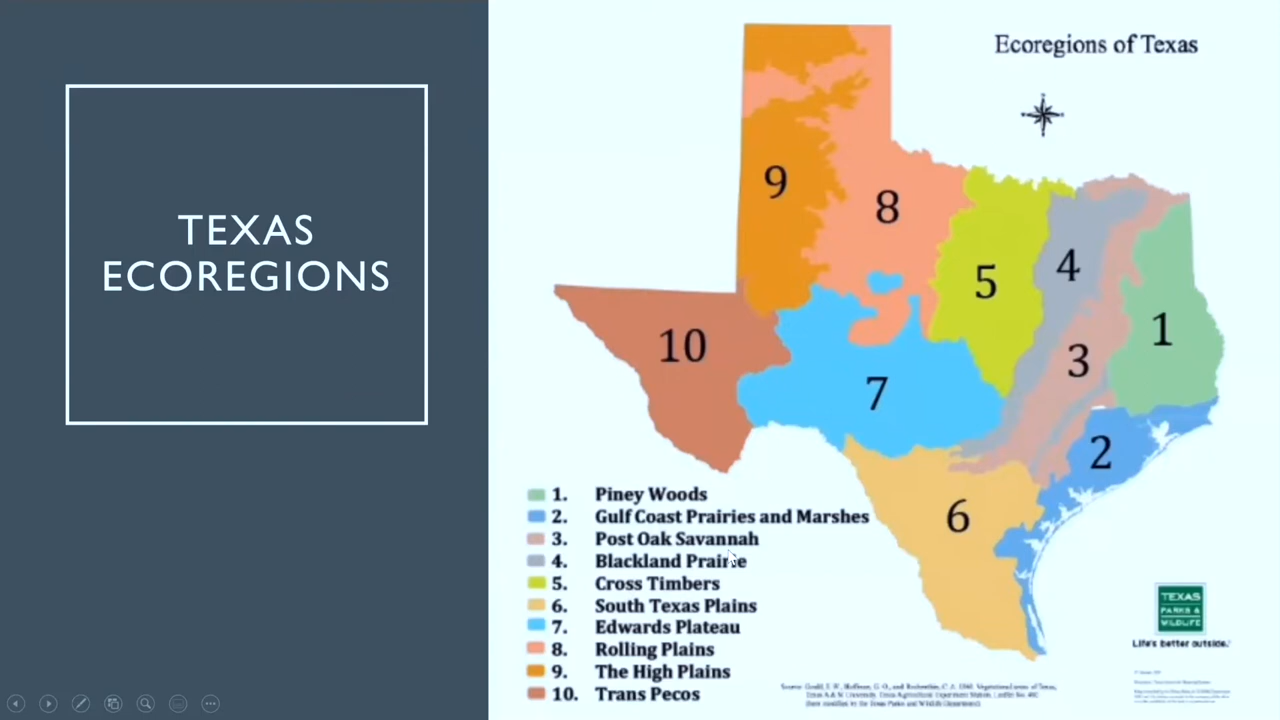 TEXAS
ECOREGIONS
Ecoregions of Texas
9
8
5
4
1
10
3
7
2
6
1. Piney Woods
2. Gulf Coast Prairies and Marshes
3. Post Oak Savannah
4. Blackland Prairie
5. Cross Timbers
6. South Texas Plains
7. Edwards Plateau
8. Rolling Plains
9. The High Plains
10. Trans Pecos
TEXAS
PARKS &
WILDLIFE
Life's better outside.